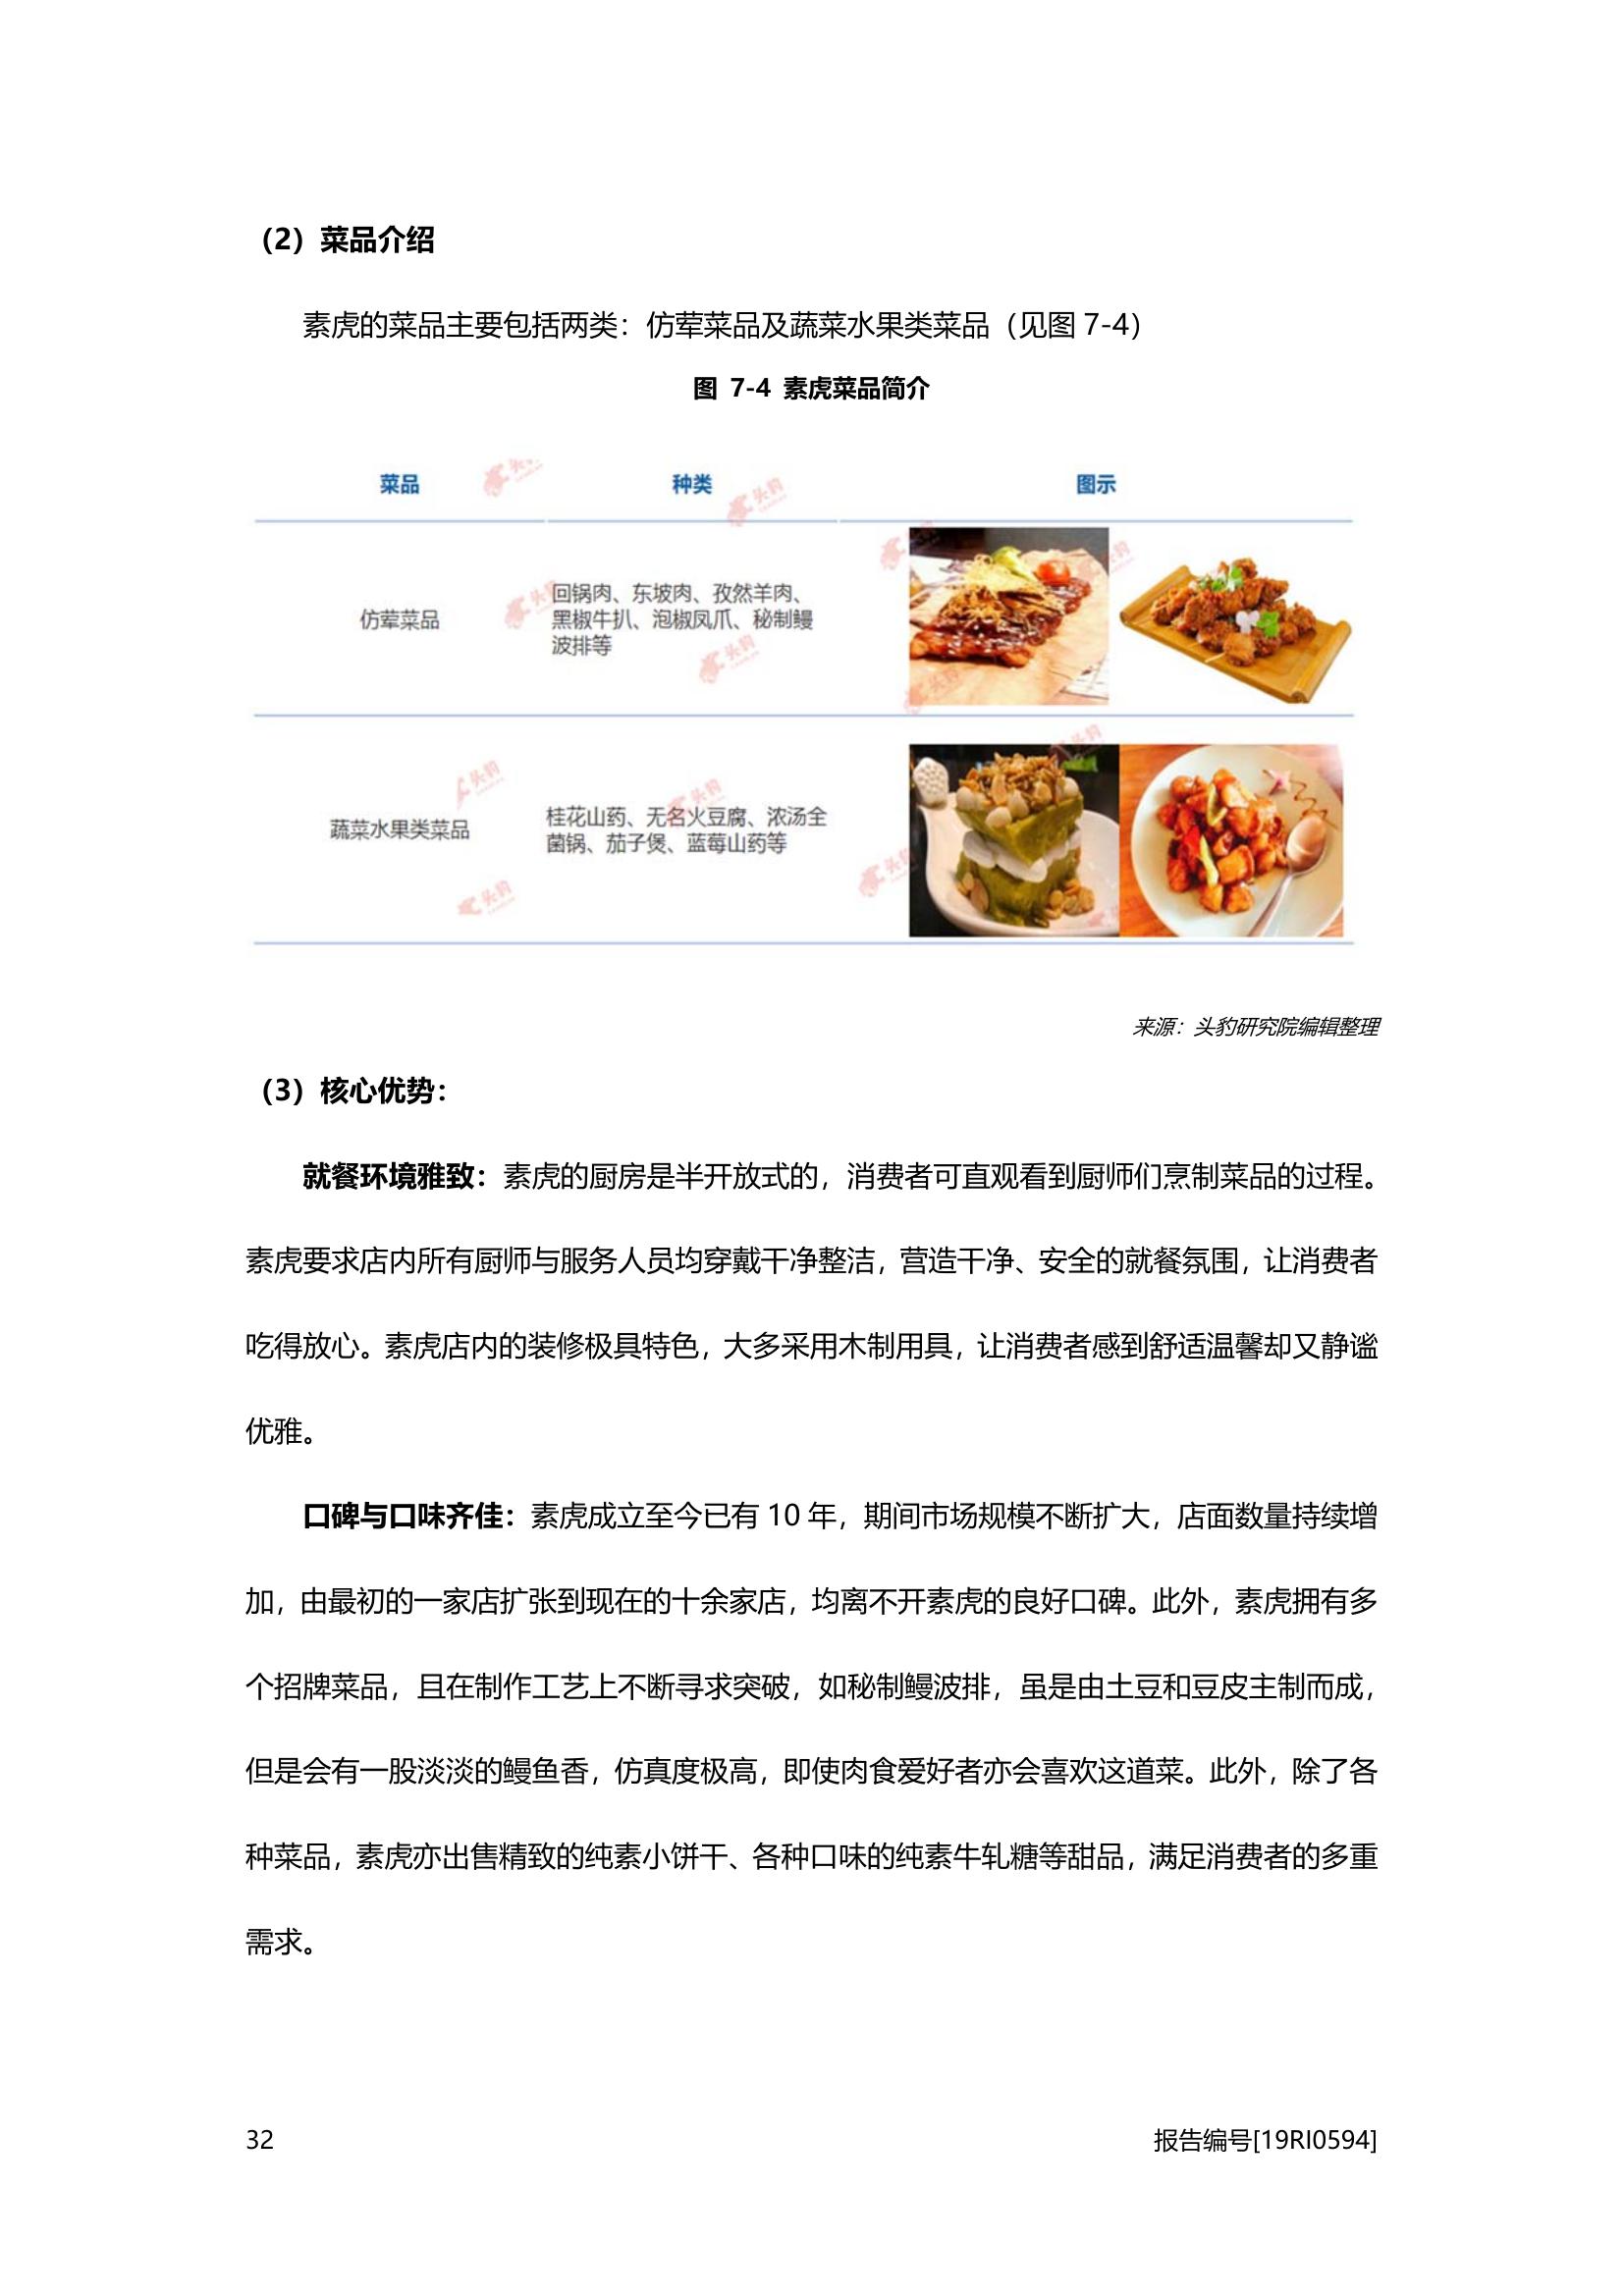 （2）菜品介绍
素虎的菜品主要包括两类：仿荤菜品及蔬菜水果类菜品（见图 7-4）
图 7-4 素虎菜品简介
菜品 种类 图示
仿荤菜品
回锅肉、东坡肉、孜然羊肉、
黑椒牛扒、泡椒凤爪、秘制鳗
波排等
蔬菜水果类菜品
桂花山药、无名火豆腐、浓汤全
菌锅、茄子煲、蓝莓山药等
头豹
来源：头豹研究院编辑整理
（3）核心优势：
就餐环境雅致：素虎的厨房是半开放式的，消费者可直观看到厨师们烹制菜品的过程。
素虎要求店内所有厨师与服务人员均穿戴干净整洁，营造干净、安全的就餐氛围，让消费者
吃得放心。素虎店内的装修极具特色，大多采用木制用具，让消费者感到舒适温馨却又静谧
优雅。
口碑与口味齐佳：素虎成立至今已有 10 年，期间市场规模不断扩大，店面数量持续增
加，由最初的一家店扩张到现在的十余家店，均离不开素虎的良好口碑。此外，素虎拥有多
个招牌菜品，且在制作工艺上不断寻求突破，如秘制鳗波排，虽是由土豆和豆皮主制而成，
但是会有一股淡淡的鳗鱼香，仿真度极高，即使肉食爱好者亦会喜欢这道菜。此外，除了各
种菜品，素虎亦出售精致的纯素小饼干、各种口味的纯素牛轧糖等甜品，满足消费者的多重
需求。
32 报告编号[19RI0594]